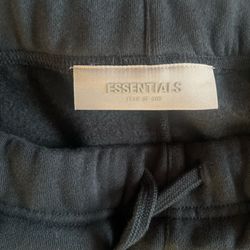 ESSENTIALS
FEAR OF GOD